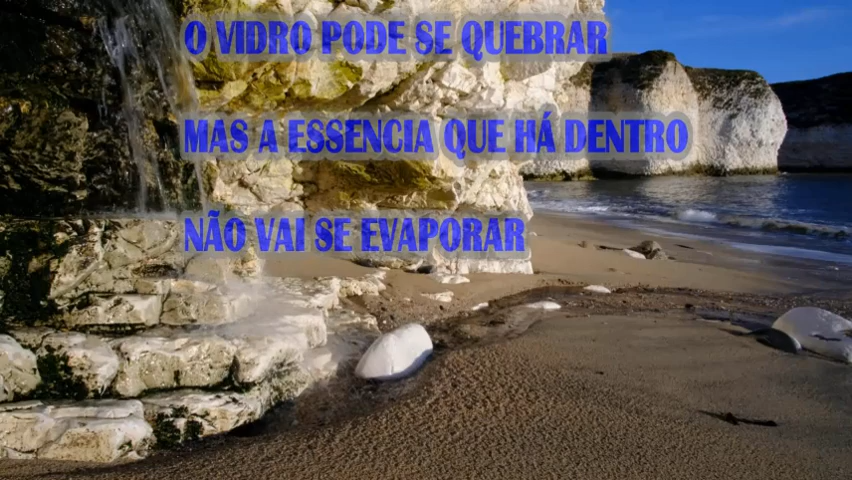 O VIDRO PODE SE QUEBRAR
MAS A ESSENCIA QUE HÁ DENTRO
NÃO VAI SE EVAPORAR